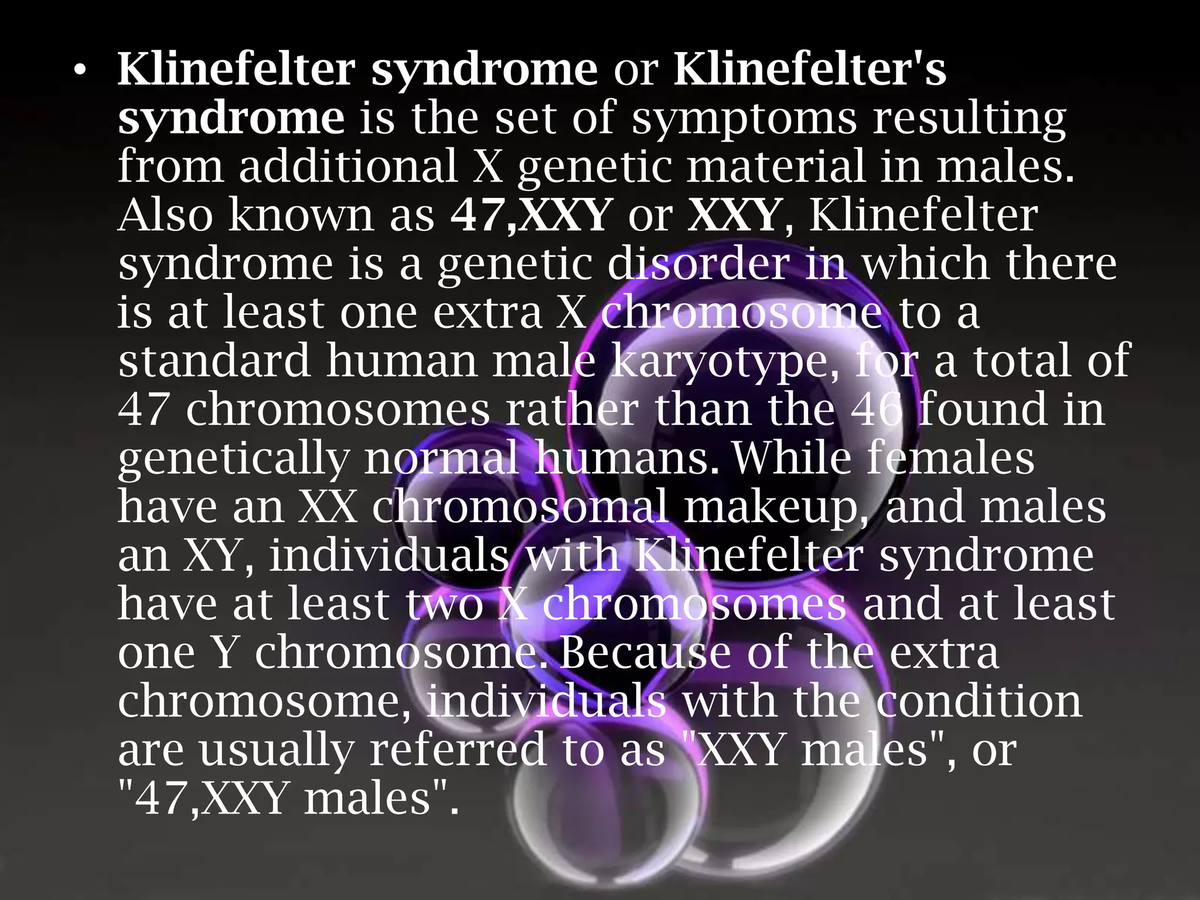 • Klinefelter syndrome or Klinefelter's
syndrome is the set of symptoms resulting
from additional X genetic material in males.
Also known as 47,XXY or XXY, Klinefelter
syndrome is a genetic disorder in which there
is at least one extra X chromosome to a
standard human male karyotype, for a total of
47 chromosomes rather than the 46 found in
genetically normal humans. While females
have an XX chromosomal makeup, and males
an XY, individuals with Klinefelter syndrome
have at least two X chromosomes and at least
one Y chromosome. Because of the extra
chromosome, individuals with the condition
are usually referred to as "XXY males", or
"47,XXY males".